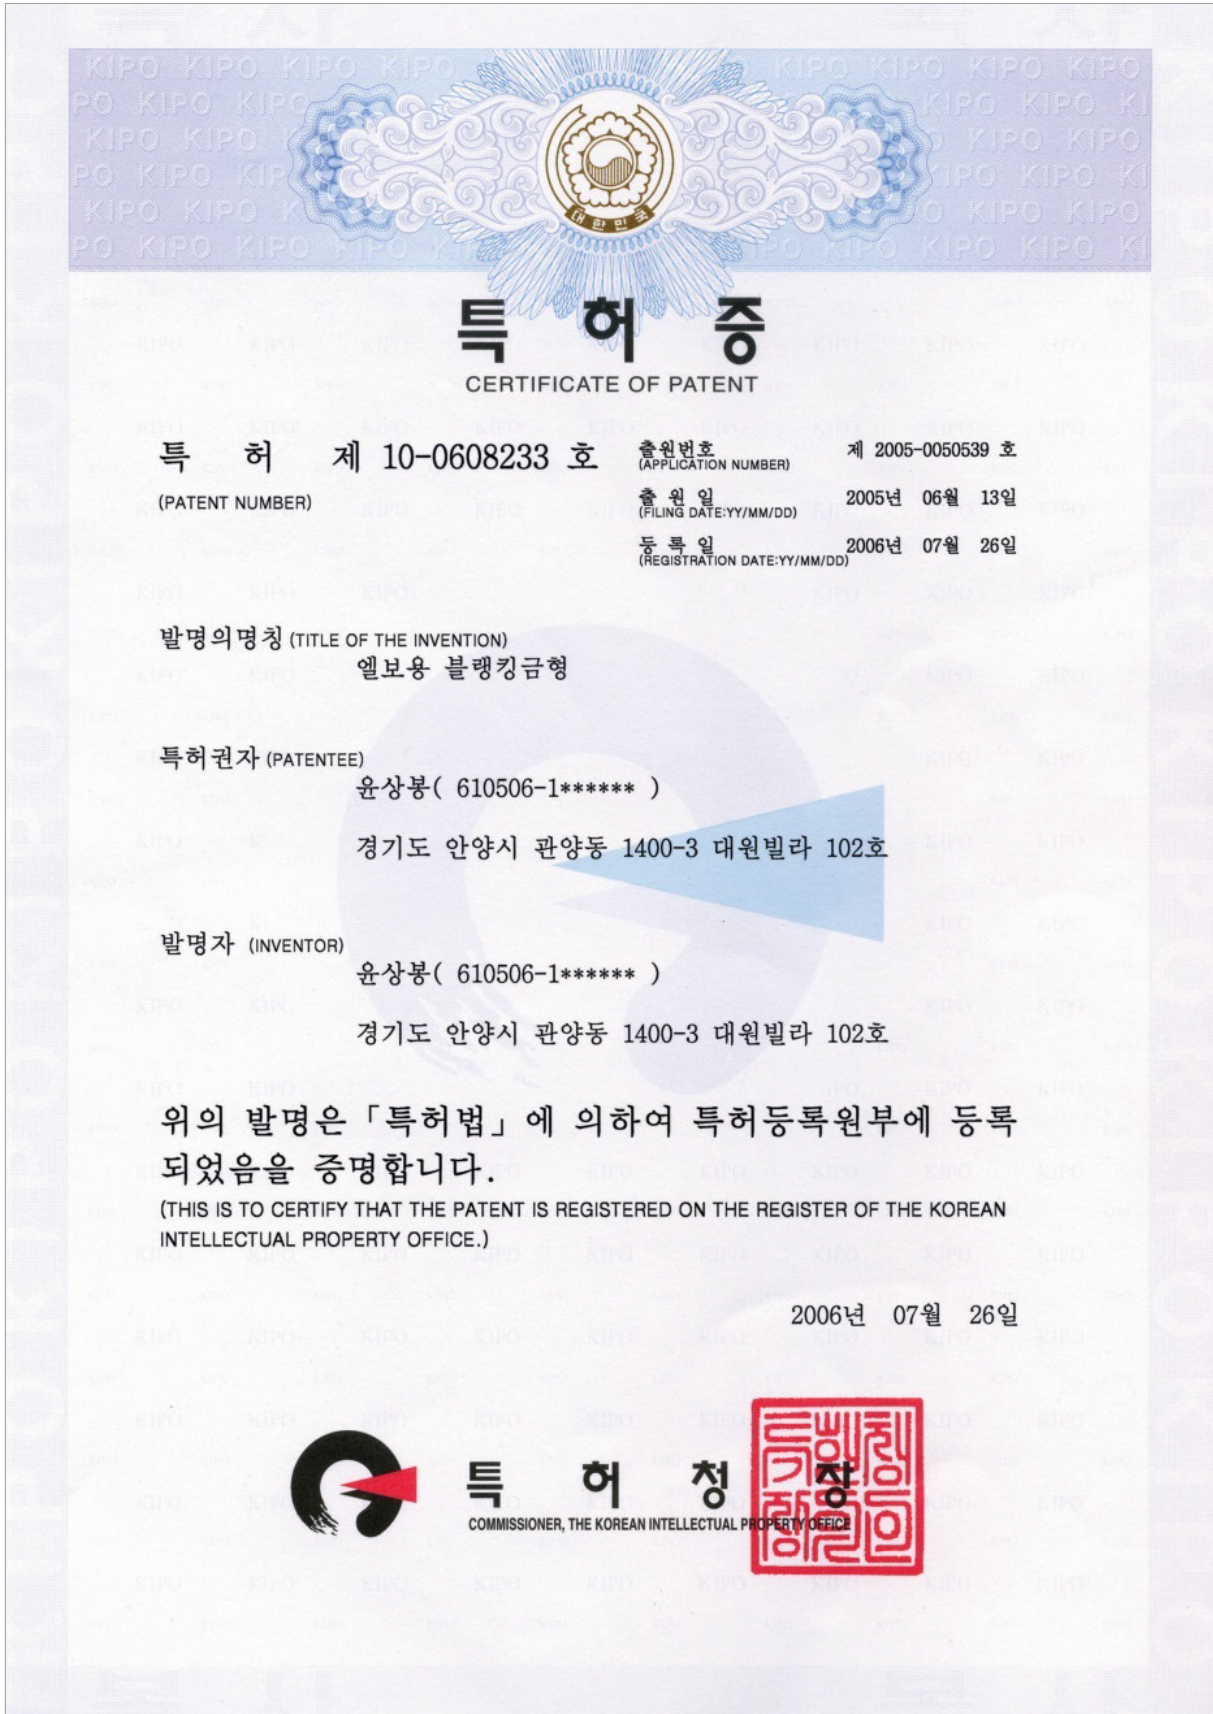 대한민국
특 허 증
CERTIFICATE OF PATENT
특 허 제 10-0608233 호
(PATENT NUMBER)
출원번호 제 2005-0050539 호
(APPLICATION NUMBER)
출 원 일 2005년 06월 13일
(FILING DATE:YY/MM/DD)
등 록 일 2006년 07월 26일
(REGISTRATION DATE:YY/MM/DD)
발명의명칭 (TITLE OF THE INVENTION)
엘보용 블랭킹금형
특허권자 (PATENTEE)
윤상봉( 610506-1****** )
경기도 안양시 관양동 1400-3 대원빌라 102호
발명자 (INVENTOR)
윤상봉( 610506-1****** )
경기도 안양시 관양동 1400-3 대원빌라 102호
위의 발명은 「특허법」에 의하여 특허등록원부에 등록
되었음을 증명합니다.
(THIS IS TO CERTIFY THAT THE PATENT IS REGISTERED ON THE REGISTER OF THE KOREAN
INTELLECTUAL PROPERTY OFFICE.)
2006년 07월 26일
특 허 청 장
COMMISSIONER, THE KOREAN INTELLECTUAL PROPERTY OFFICE